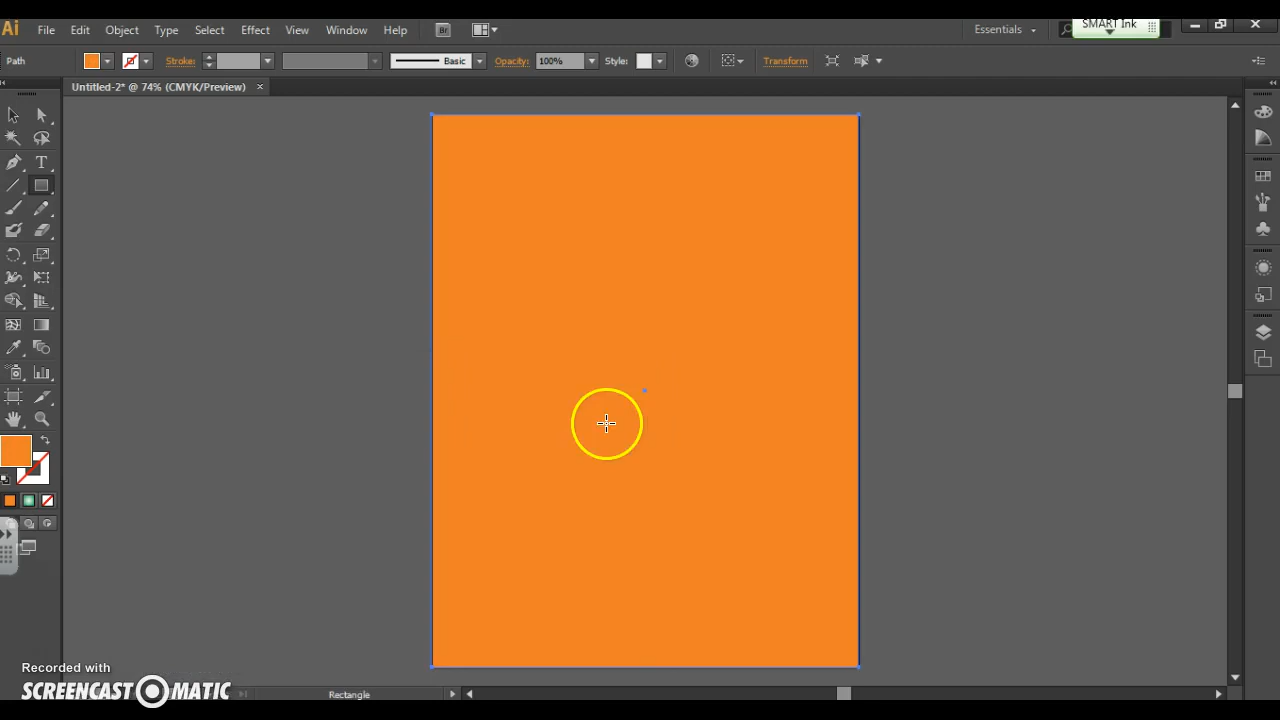 SMART Ink
Ai File Edit Object Type Select Effect View Window Help Br Essentials
Path Stroke: Basic Opacity: 100% Style: Transform
Untitled-2* @ 74% (CMYK/Preview) ×
T
Recorded with
SCREENCAST MATIC
Rectangle